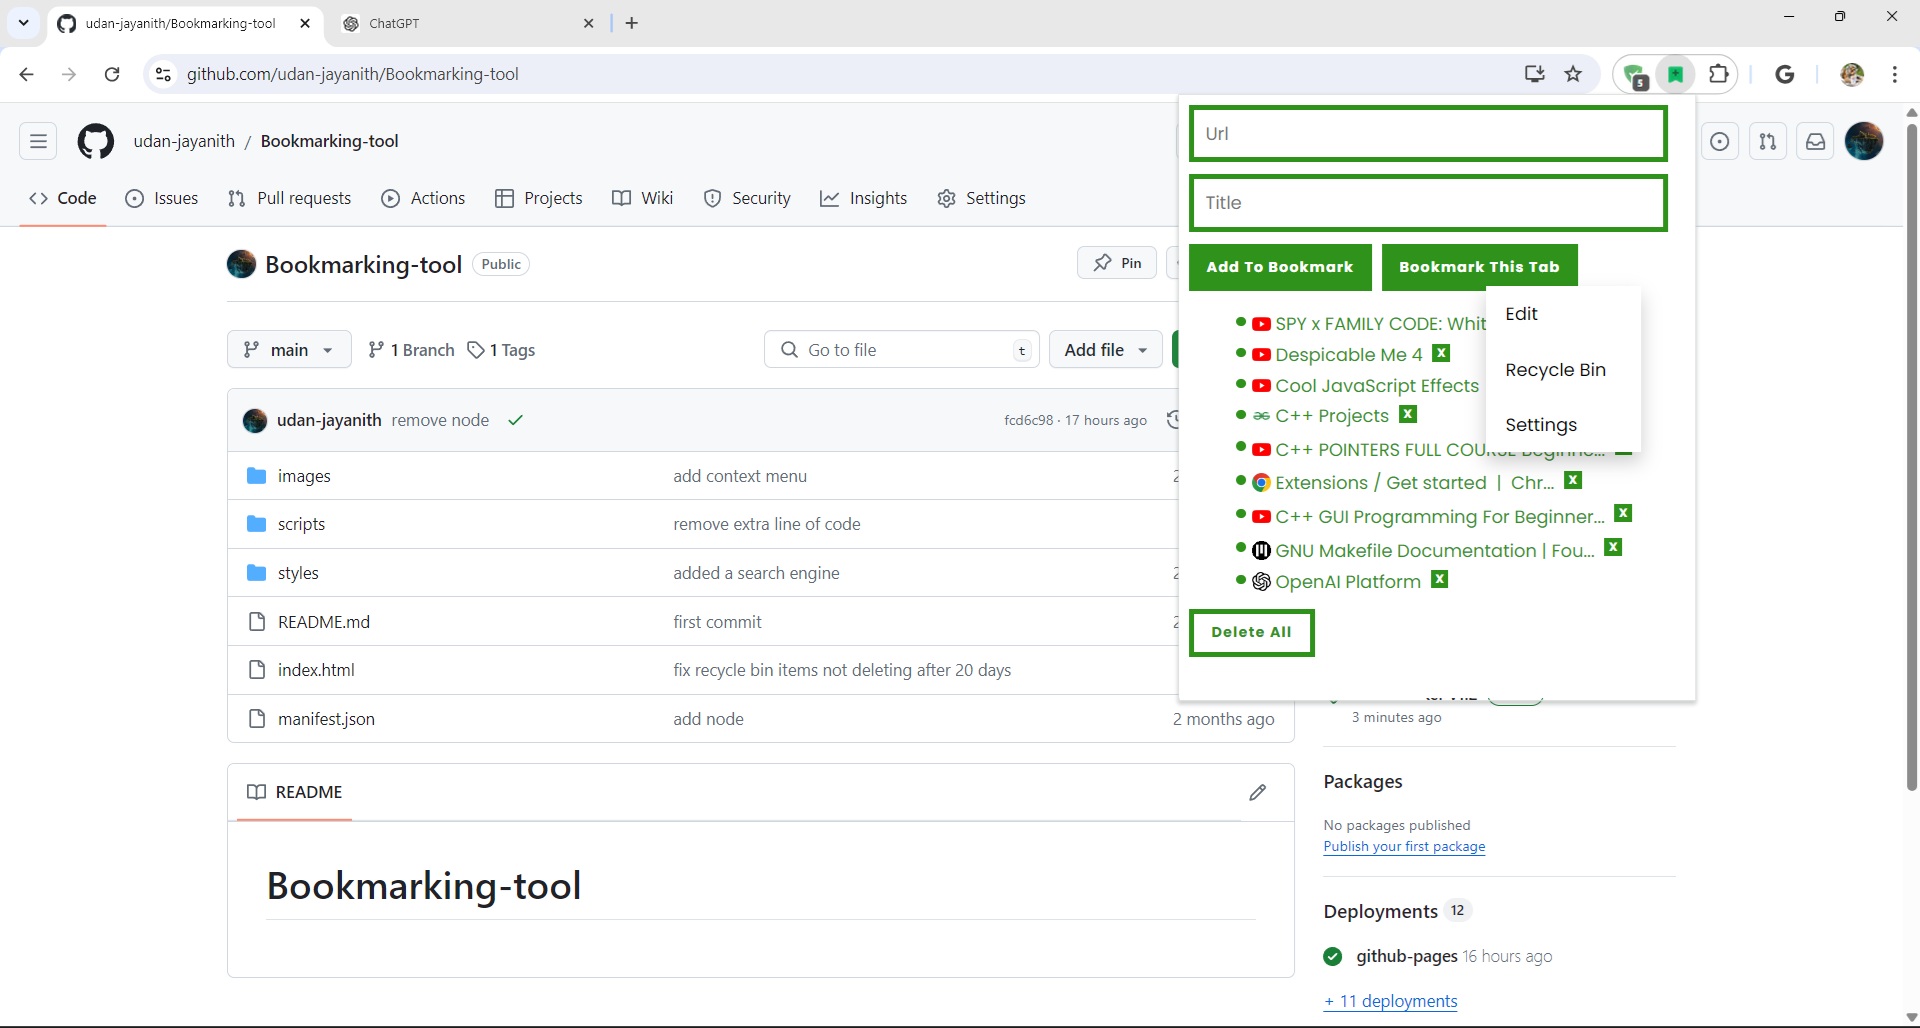 udan-jayanith/Bookmarking-tool
ChatGPT
github.com/udan-jayanith/Bookmarking-tool
5
udan-jayanith / Bookmarking-tool
Code
Issues
Pull requests
Actions
Projects
Wiki
Security
Insights
Settings
Bookmarking-tool
Public
Pin
main
1 Branch
1 Tags
Go to file
t
Add file
udan-jayanith remove node
fcd6c98 · 17 hours ago
images
add context menu
scripts
remove extra line of code
styles
added a search engine
README.md
first commit
index.html
fix recycle bin items not deleting after 20 days
manifest.json
add node
2 months ago
README
Bookmarking-tool
Url
Title
Add To Bookmark
Bookmark This Tab
SPY x FAMILY CODE: Whit
Despicable Me 4 X
Cool JavaScript Effects
C++ Projects X
C++ POINTERS FULL COURSE Beginne...
Extensions / Get started | Chr... X
C++ GUI Programming For Beginner... X
GNU Makefile Documentation | Fou... X
OpenAI Platform X
Edit
Recycle Bin
Settings
Delete All
3 minutes ago
Packages
No packages published
Publish your first package
Deployments 12
github-pages 16 hours ago
+ 11 deployments